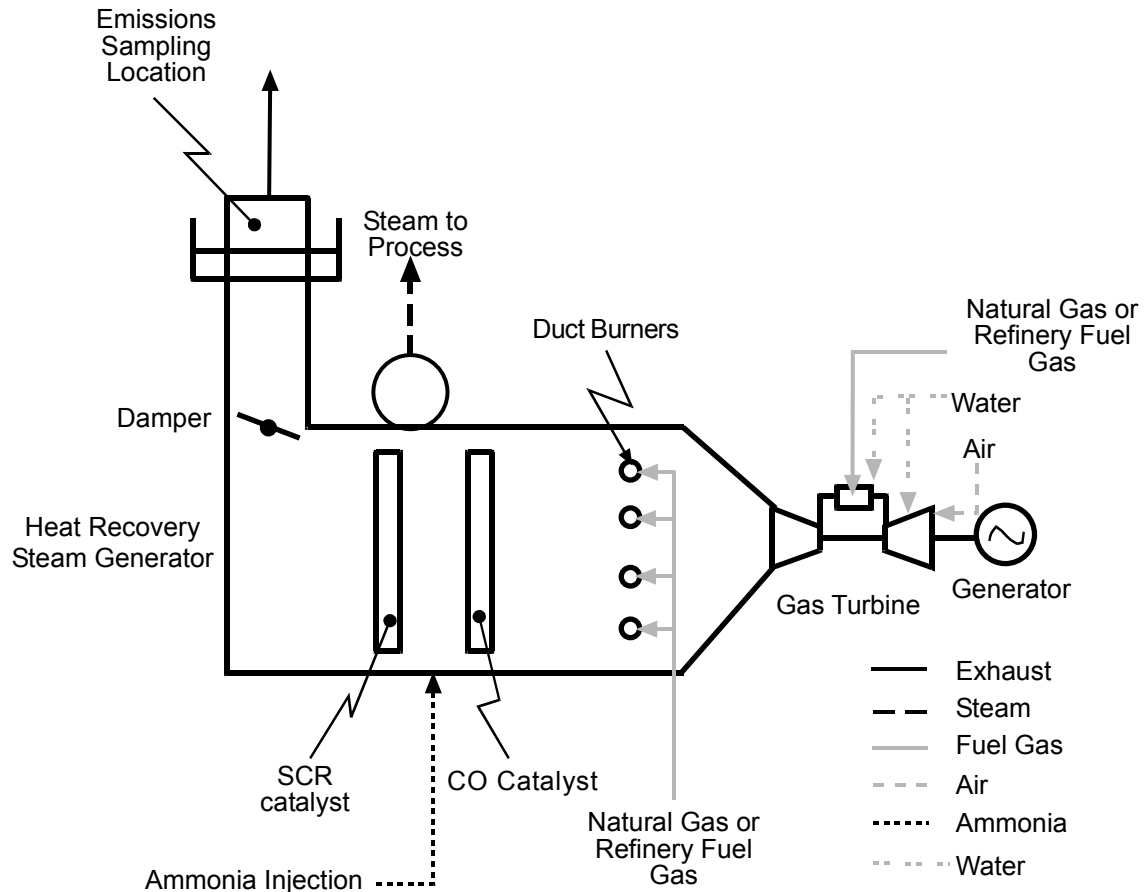 Emissions
Sampling
Location
Steam to
Process
Natural Gas or
Refinery Fuel
Gas
Duct Burners
Water
Damper
Air
Heat Recovery
Steam Generator
Generator
Gas Turbine
Exhaust
Steam
Fuel Gas
Air
Ammonia
Water
SCR
catalyst
CO Catalyst
Natural Gas or
Refinery Fuel
Gas
Ammonia Injection